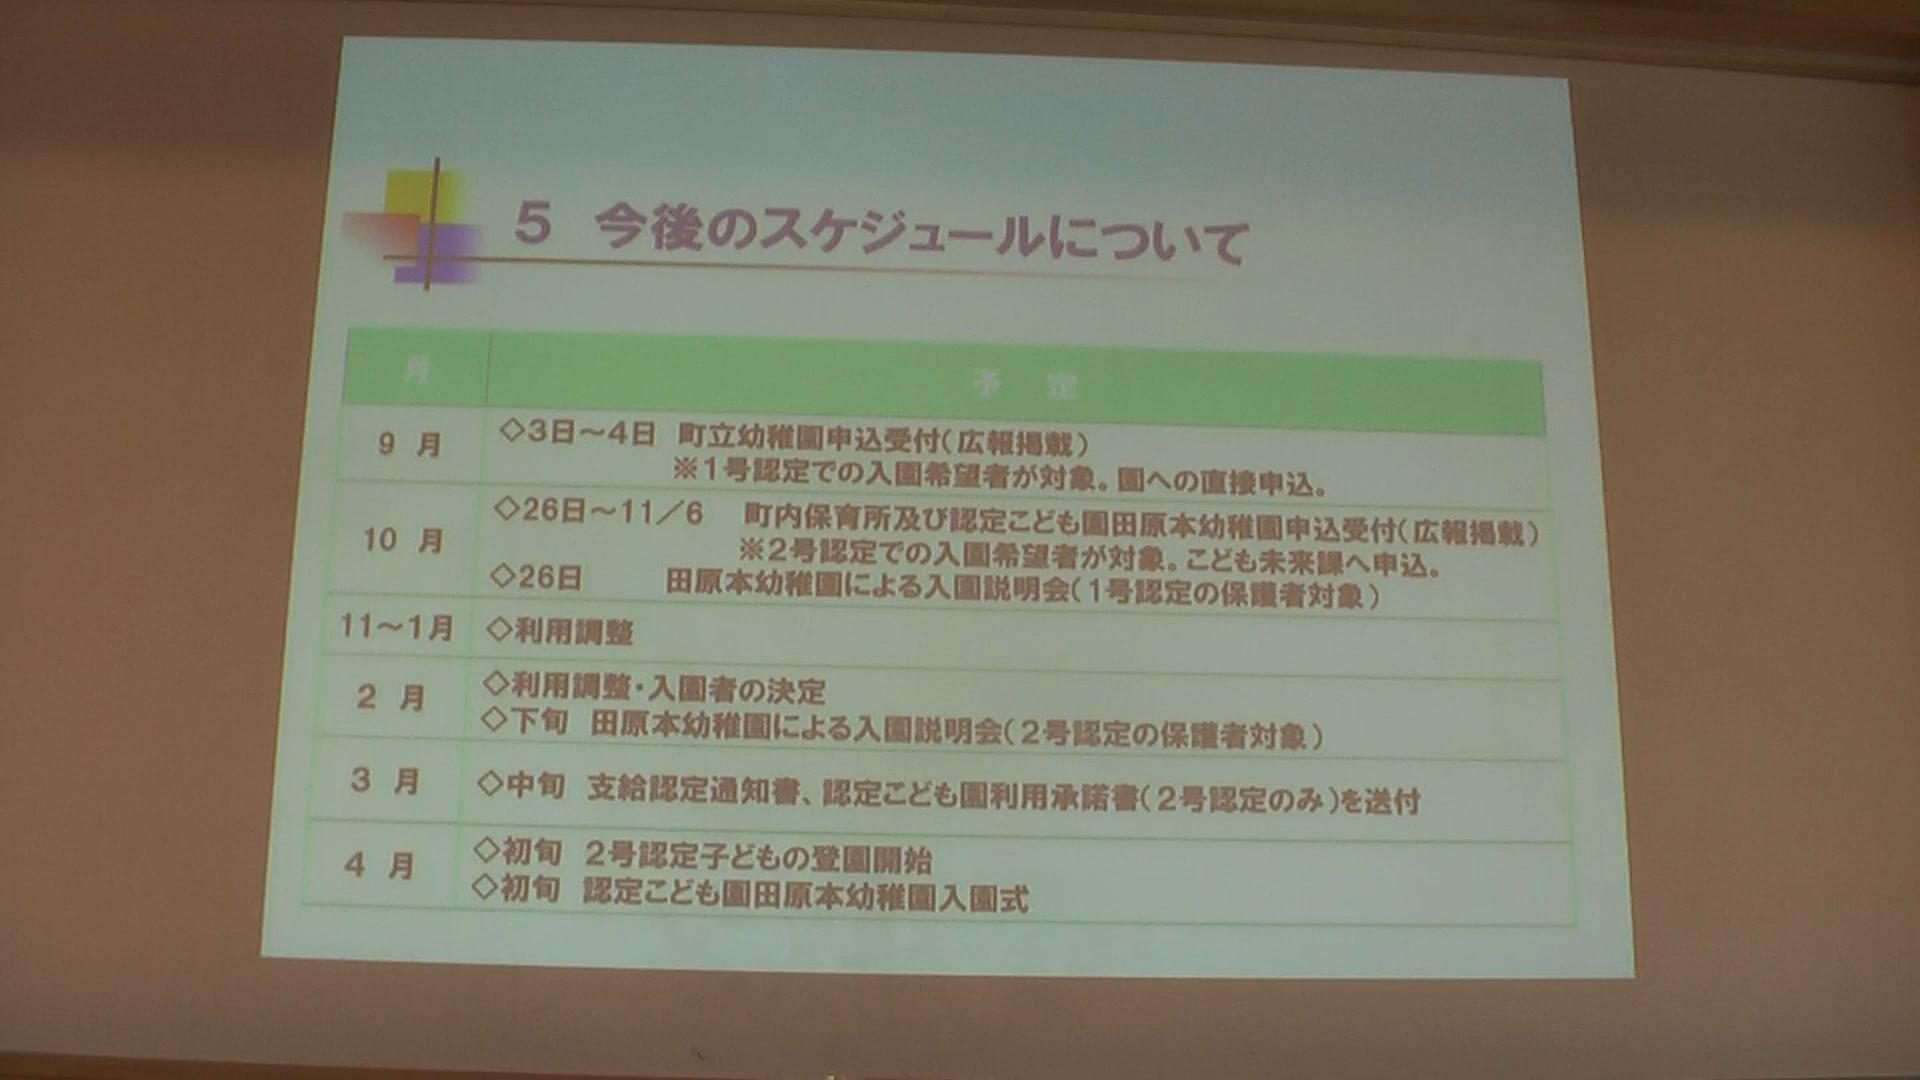 5 今後のスケジュールについて
月 予 定
9 月 ◇3日～4日 町立幼稚園申込受付(広報掲載)
※1号認定での入園希望者が対象。園への直接申込。
10 月 ◇26日～11／6 町内保育所及び認定こども園田原本幼稚園申込受付(広報掲載)
※2号認定での入園希望者が対象。こども未来課へ申込。
◇26日 田原本幼稚園による入園説明会(1号認定の保護者対象)
11～1月 ◇利用調整
2 月 ◇利用調整・入園者の決定
◇下旬 田原本幼稚園による入園説明会(2号認定の保護者対象)
3 月 ◇中旬 支給認定通知書、認定こども園利用承諾書(2号認定のみ)を送付
4 月 ◇初旬 2号認定子どもの登園開始
◇初旬 認定こども園田原本幼稚園入園式